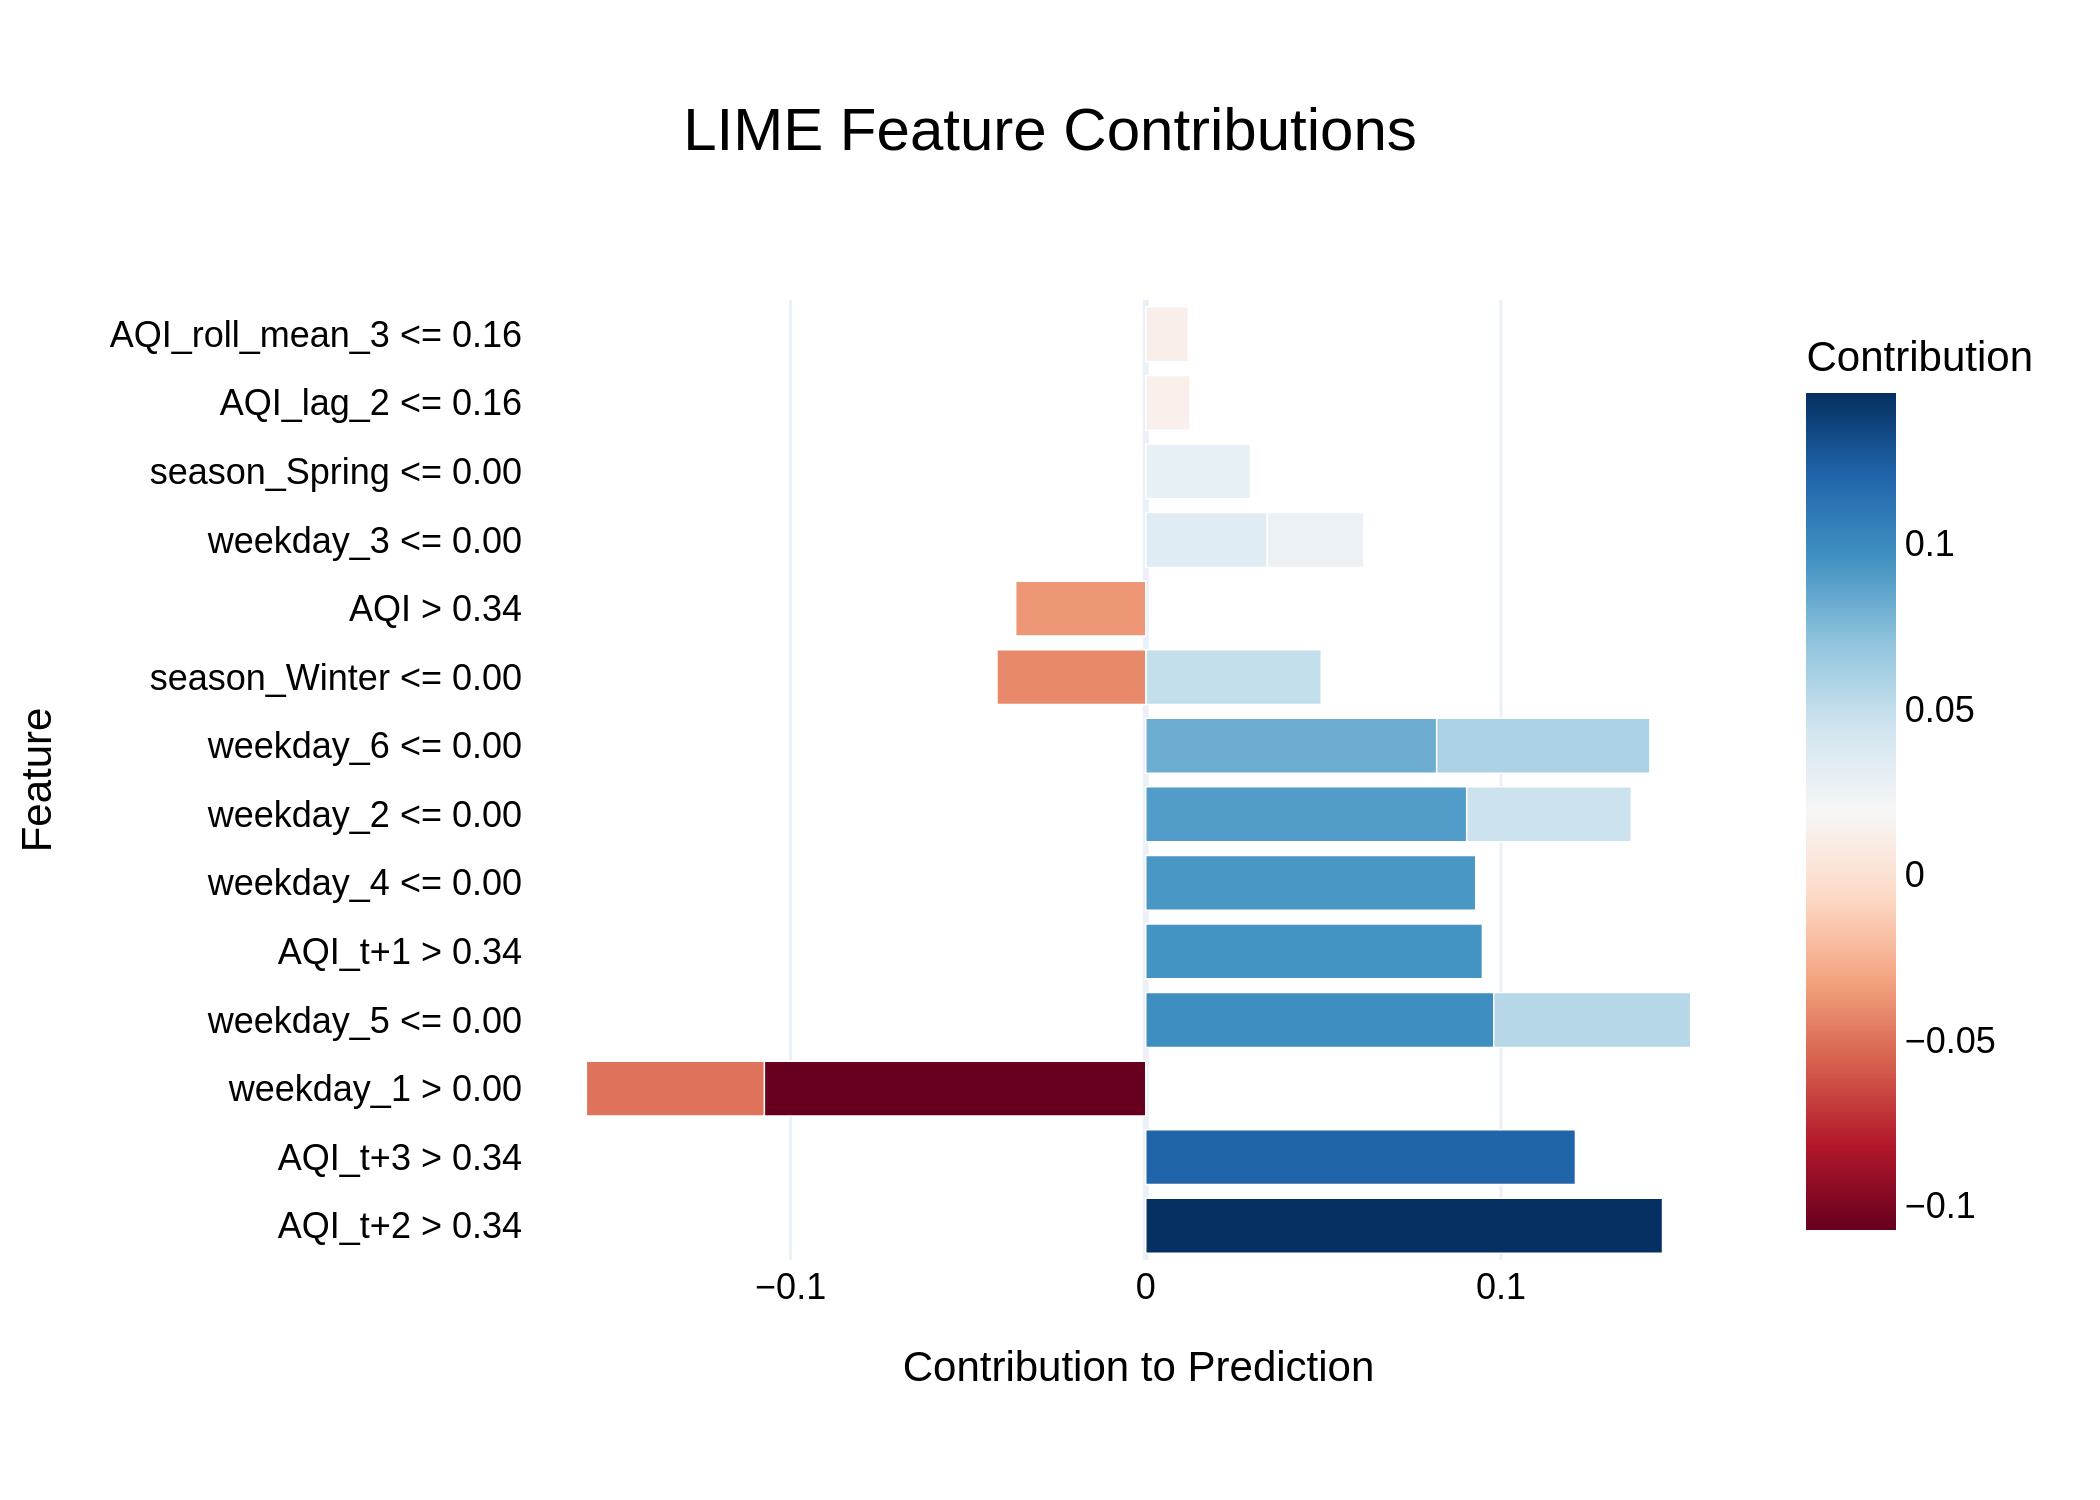 LIME Feature Contributions
AQI_roll_mean_3 <= 0.16
AQI_lag_2 <= 0.16
season_Spring <= 0.00
weekday_3 <= 0.00
AQI > 0.34
season_Winter <= 0.00
weekday_6 <= 0.00
weekday_2 <= 0.00
weekday_4 <= 0.00
AQI_t+1 > 0.34
weekday_5 <= 0.00
weekday_1 > 0.00
AQI_t+3 > 0.34
AQI_t+2 > 0.34
Feature
−0.1
0
0.1
Contribution to Prediction
Contribution
0.1
0.05
0
−0.05
−0.1